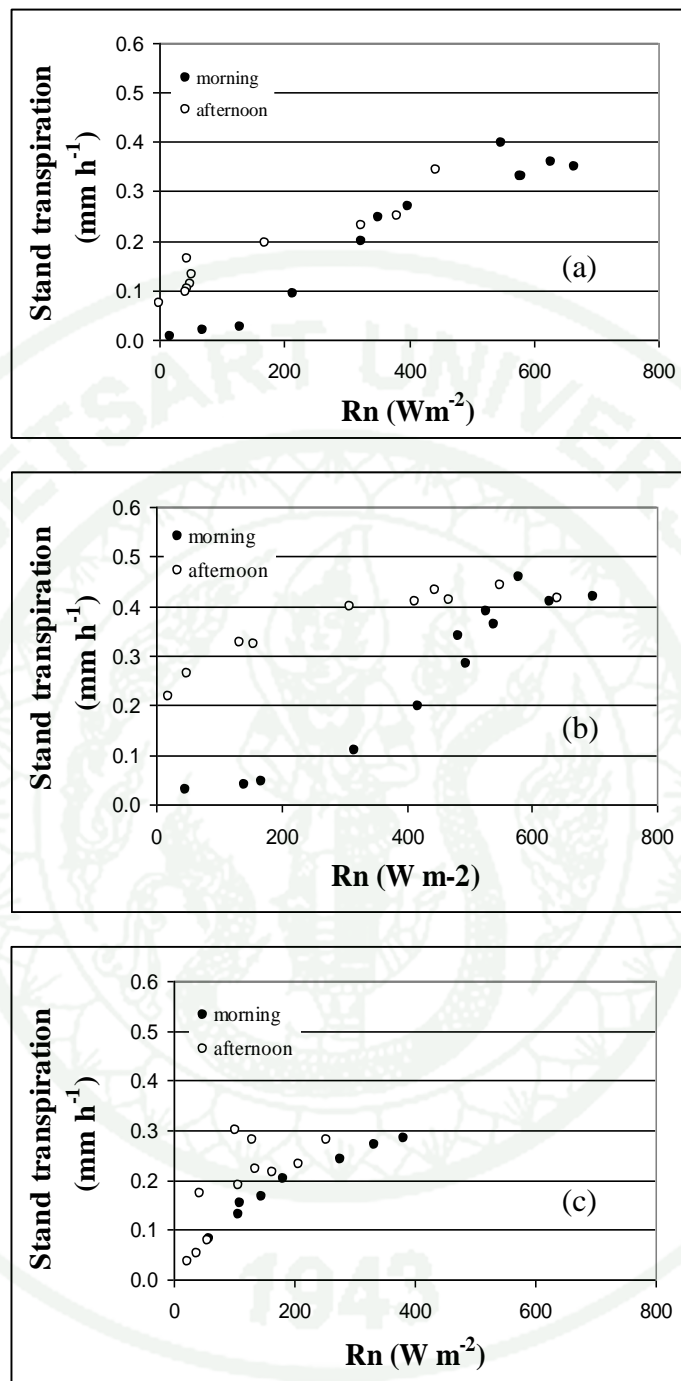 0.6
0.5
0.4
0.3
0.2
0.1
0.0
Stand transpiration
(mm h-1)
morning
afternoon
(a)
0 200 400 600 800
Rn (Wm-2)
0.6
0.5
0.4
0.3
0.2
0.1
0.0
Stand transpiration
(mm h-1)
morning
afternoon
(b)
0 200 400 600 800
Rn (W m-2)
0.6
0.5
0.4
0.3
0.2
0.1
0.0
Stand transpiration
(mm h-1)
morning
afternoon
(c)
0 200 400 600 800
Rn (W m-2)
ETSART UNIVERS
1943